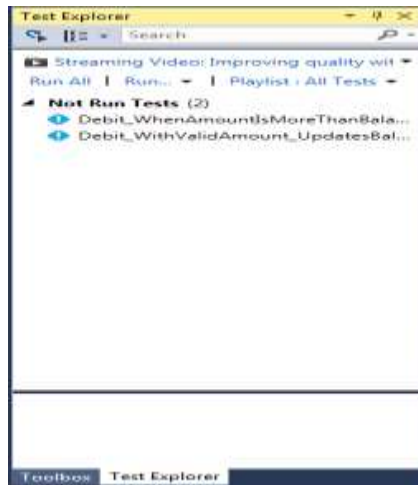 Test Explorer
Search
Streaming Video: Improving quality wit
Run All | Run... | Playlist : All Tests
Not Run Tests (2)
Debit_WhenAmountIsMoreThanBala...
Debit_WithValidAmount_UpdatesBal...
Toolbox Test Explorer